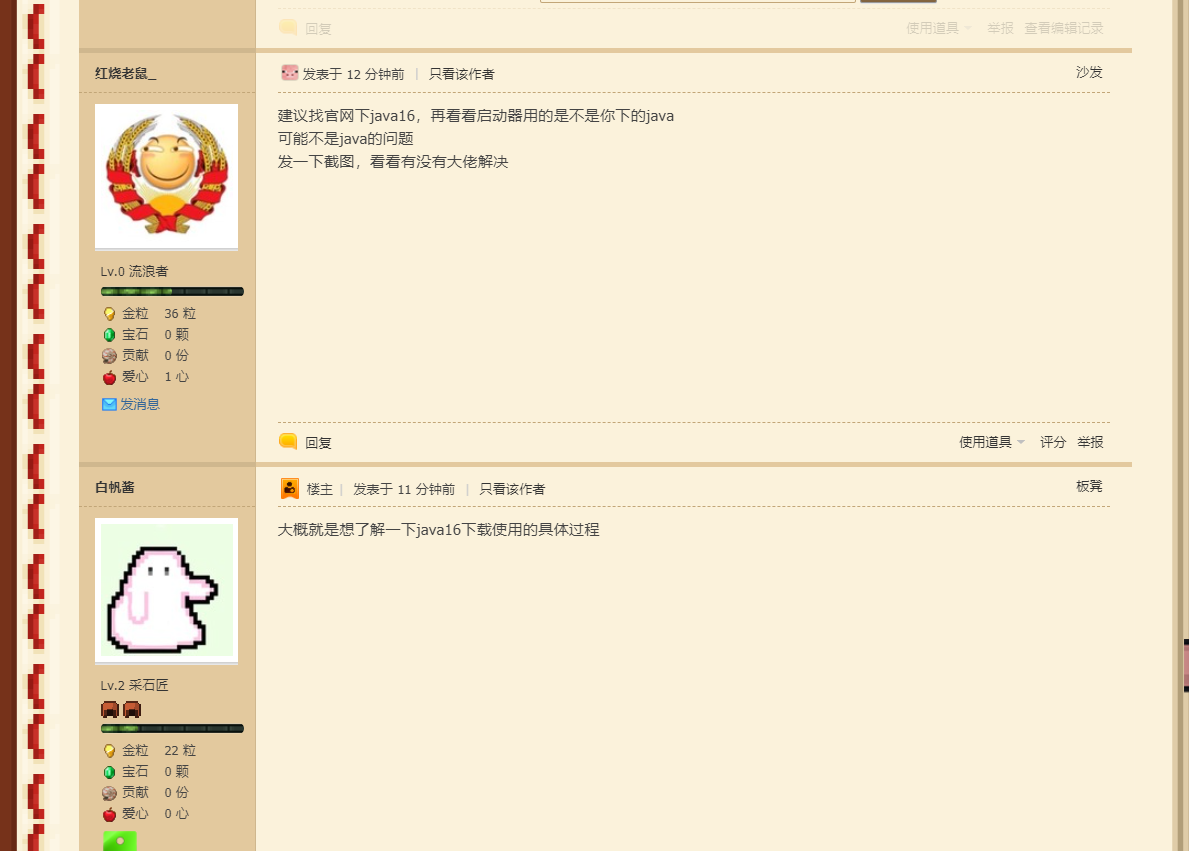 回复
使用道具 举报 查看编辑记录
红烧老鼠_
发表于 12 分钟前 | 只看该作者
沙发
建议找官网下java16，再看看启动器用的是不是你下的java
可能不是java的问题
发一下截图，看看有没有大佬解决
Lv.0 流浪者
金粒 36 粒
宝石 0 颗
贡献 0 份
爱心 1 心
发消息
回复
使用道具 评分 举报
白帆酱
楼主 | 发表于 11 分钟前 | 只看该作者
板凳
大概就是想了解一下java16下载使用的具体过程
Lv.2 采石匠
金粒 22 粒
宝石 0 颗
贡献 0 份
爱心 0 心